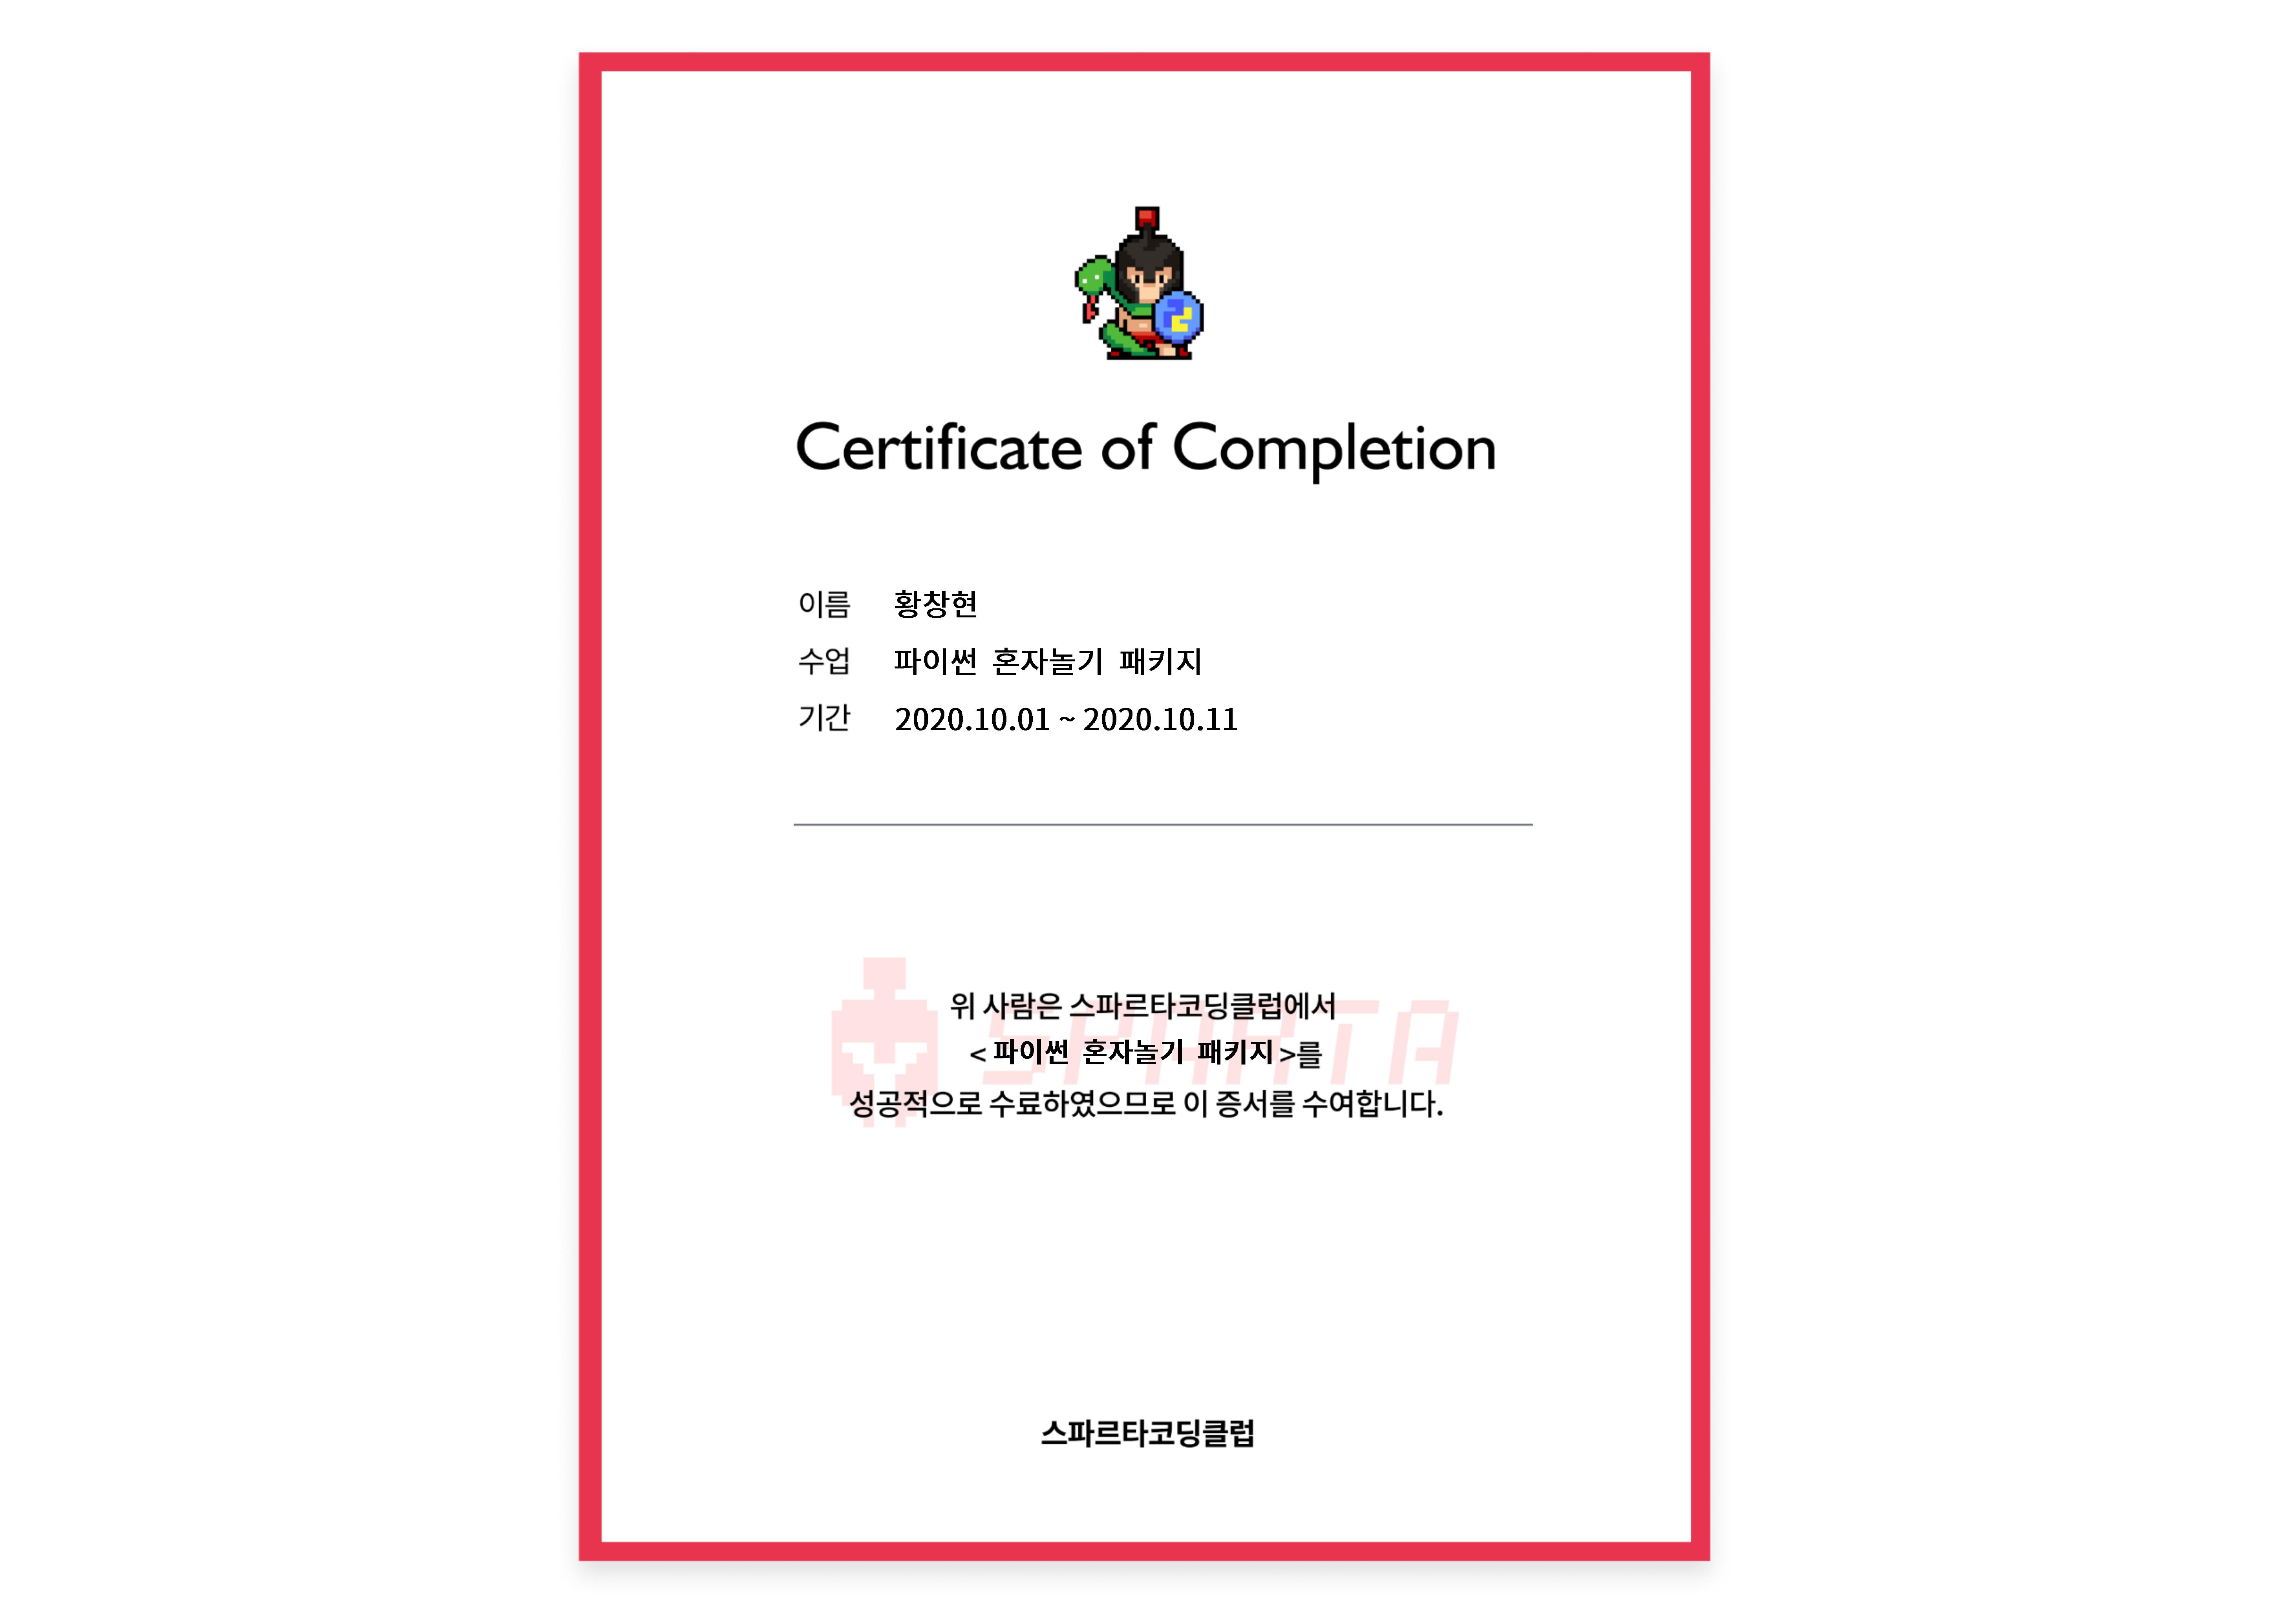 Certificate of Completion
이름 황창현
수업 파이썬 혼자놀기 패키지
기간 2020.10.01 ~ 2020.10.11
위 사람은 스파르타코딩클럽에서
< 파이썬 혼자놀기 패키지 >를
성공적으로 수료하였으므로 이 증서를 수여합니다.
SPARTA
스파르타코딩클럽